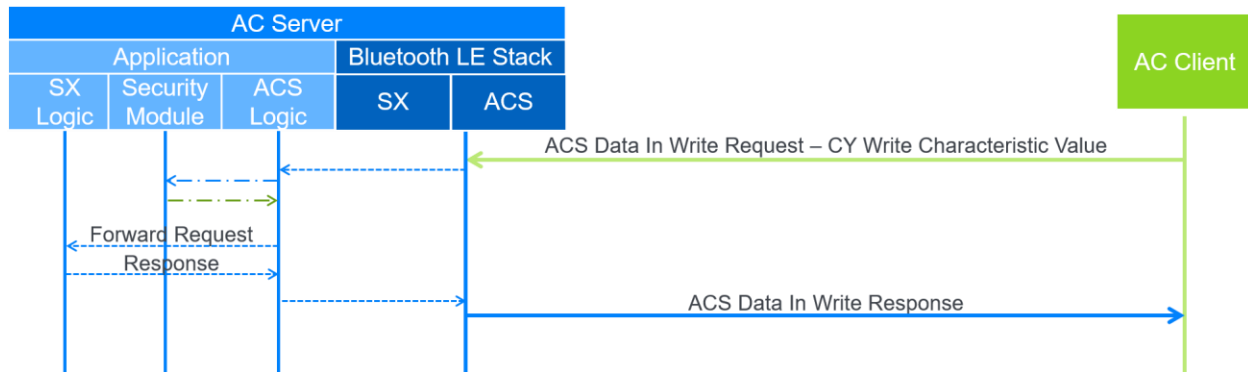 AC Server
Application
Bluetooth LE Stack
AC Client
SX
Logic
Security
Module
ACS
Logic
SX
ACS
ACS Data In Write Request – CY Write Characteristic Value
Forward Request
Response
ACS Data In Write Response